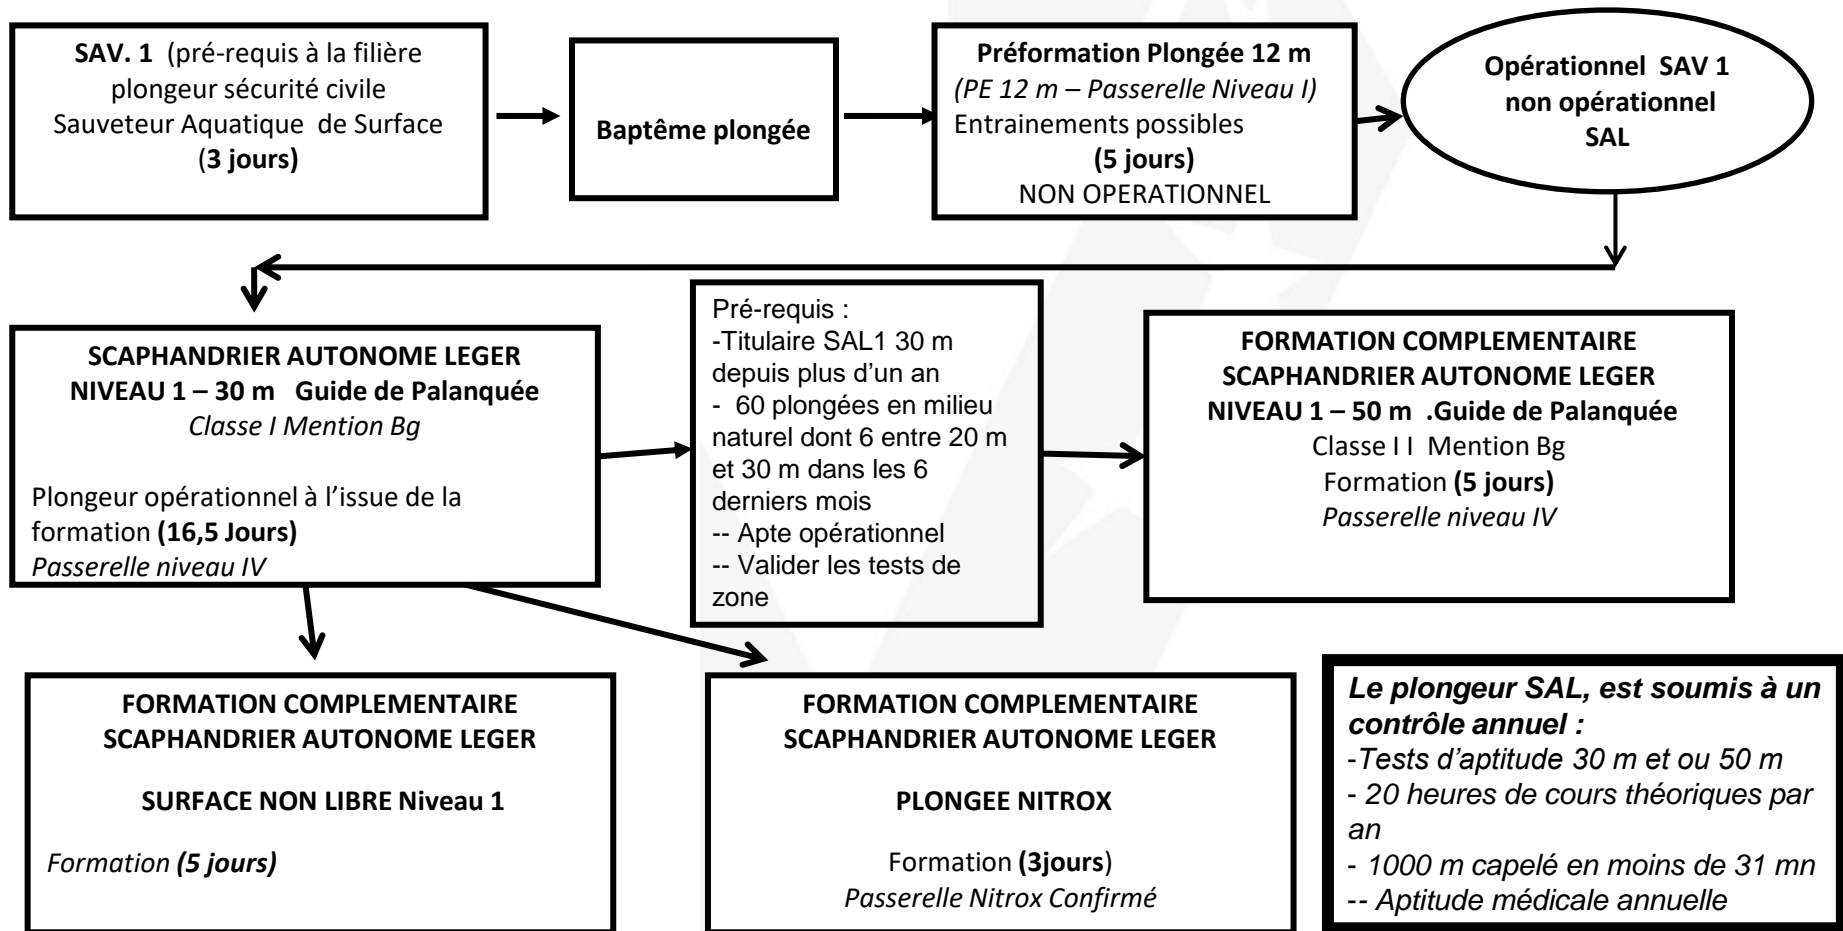 SAV. 1 (pré-requis à la filière
plongeur sécurité civile
Sauveteur Aquatique de Surface
(3 jours)
Baptême plongée
Préformation Plongée 12 m
(PE 12 m – Passerelle Niveau I)
Entrainements possibles
(5 jours)
NON OPERATIONNEL
Opérationnel SAV 1
non opérationnel
SAL
SCAPHANDRIER AUTONOME LEGER
NIVEAU 1 – 30 m Guide de Palanquée
Classe I Mention Bg
Plongeur opérationnel à l’issue de la
formation (16,5 Jours)
Passerelle niveau IV
Pré-requis :
-Titulaire SAL1 30 m
depuis plus d’un an
- 60 plongées en milieu
naturel dont 6 entre 20 m
et 30 m dans les 6
derniers mois
-- Apte opérationnel
-- Valider les tests de
zone
FORMATION COMPLEMENTAIRE
SCAPHANDRIER AUTONOME LEGER
NIVEAU 1 – 50 m .Guide de Palanquée
Classe I I Mention Bg
Formation (5 jours)
Passerelle niveau IV
FORMATION COMPLEMENTAIRE
SCAPHANDRIER AUTONOME LEGER
SURFACE NON LIBRE Niveau 1
Formation (5 jours)
FORMATION COMPLEMENTAIRE
SCAPHANDRIER AUTONOME LEGER
PLONGEE NITROX
Formation (3jours)
Passerelle Nitrox Confirmé
Le plongeur SAL, est soumis à un
contrôle annuel :
-Tests d’aptitude 30 m et ou 50 m
- 20 heures de cours théoriques par
an
- 1000 m capelé en moins de 31 mn
-- Aptitude médicale annuelle